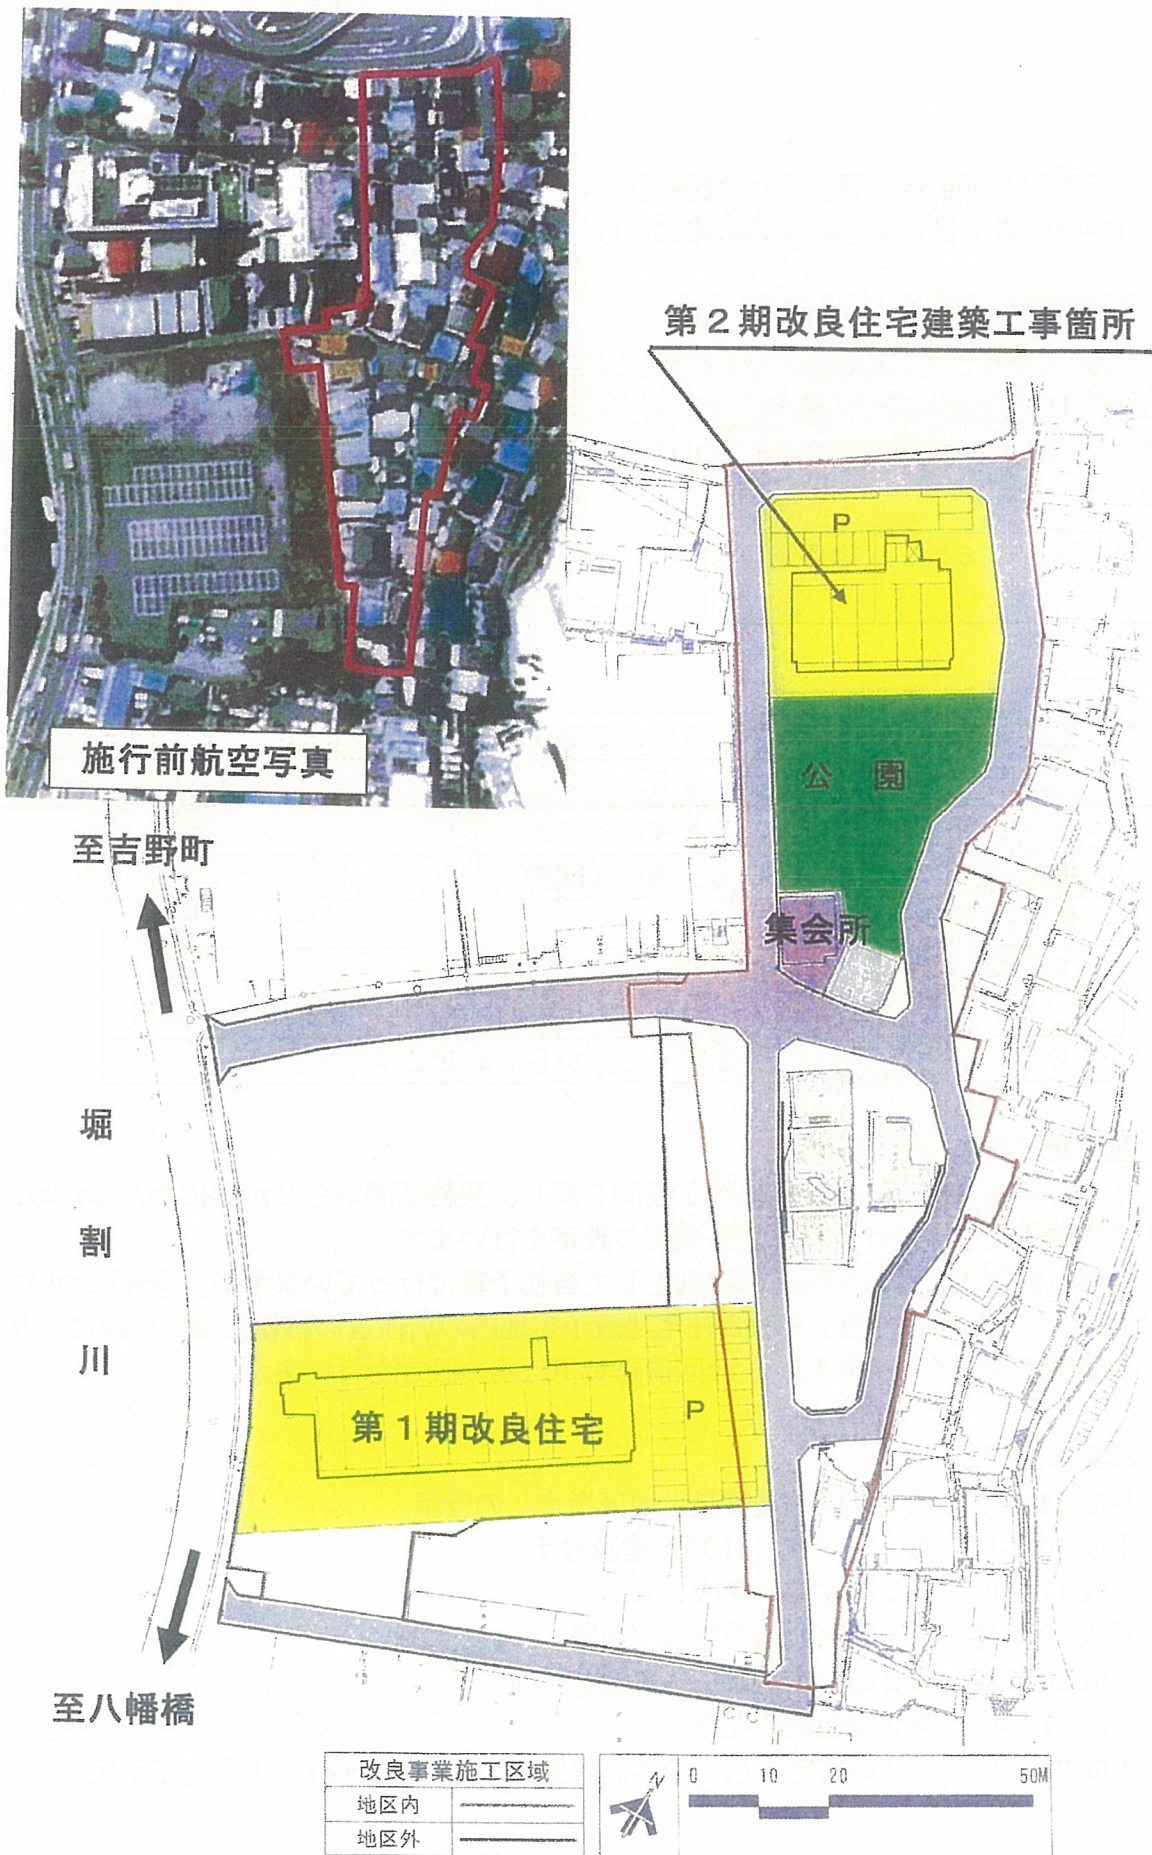 第２期改良住宅建築工事箇所
施行前航空写真
P
公　園
至吉野町
集会所
堀割川
第１期改良住宅
P
至八幡橋
改良事業施工区域
地区内
地区外
N
0 10 20 50M